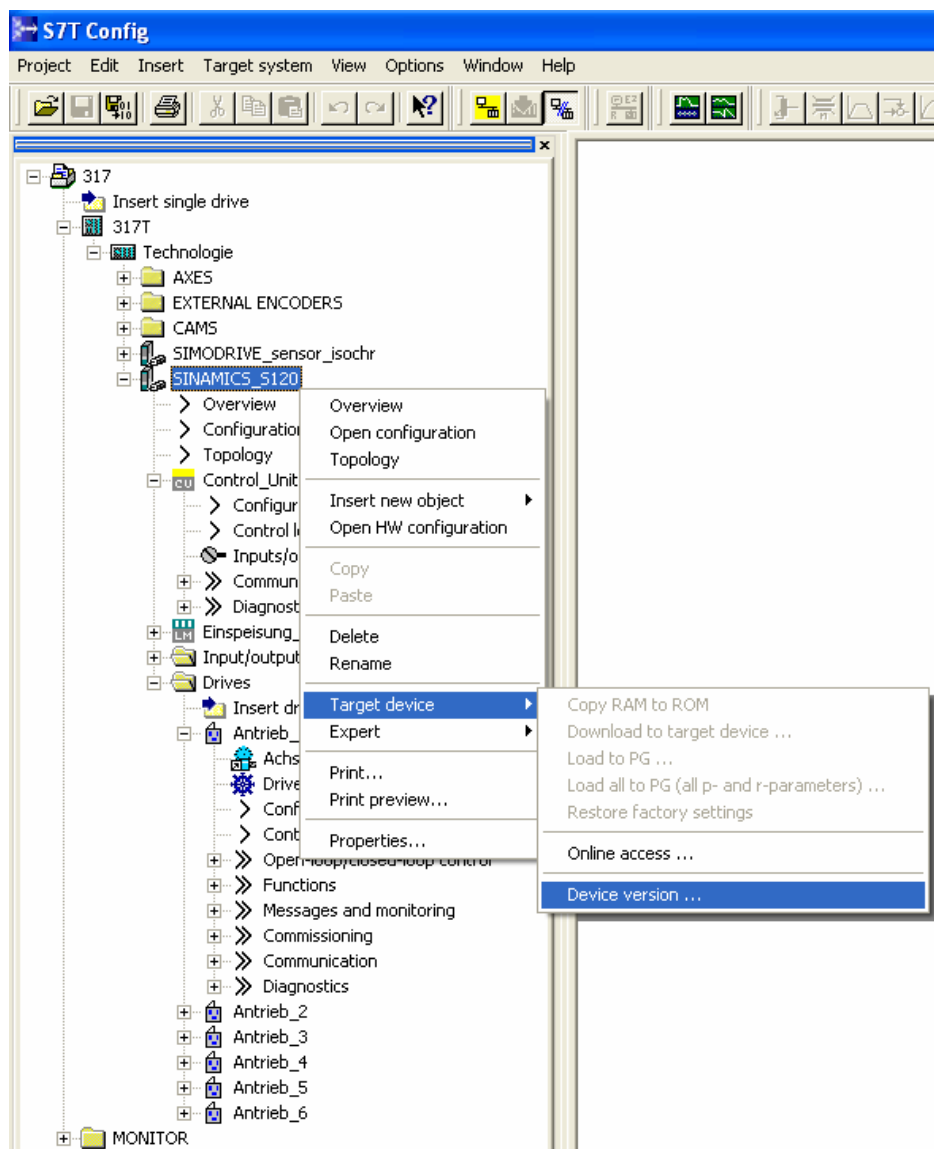 S7T Config
Project Edit Insert Target system View Options Window Help
317
Insert single drive
317T
Technologie
AXES
EXTERNAL ENCODERS
CAMS
SIMODRIVE_sensor_isochr
SINAMICS_S120
Overview
Configuration
Topology
Control_Unit
Configur
Control l
Inputs/o
Commun
Diagnost
Einspeisung_
Input/output
Drives
Insert dr
Antrieb_
Achs
Drive
Conf
Cont
Open-loop/closed-loop control
Functions
Messages and monitoring
Commissioning
Communication
Diagnostics
Antrieb_2
Antrieb_3
Antrieb_4
Antrieb_5
Antrieb_6
MONITOR
Overview
Open configuration
Topology
Insert new object
Open HW configuration
Copy
Paste
Delete
Rename
Target device
Expert
Print...
Print preview...
Properties...
Copy RAM to ROM
Download to target device ...
Load to PG ...
Load all to PG (all p- and r-parameters) ...
Restore factory settings
Online access ...
Device version ...